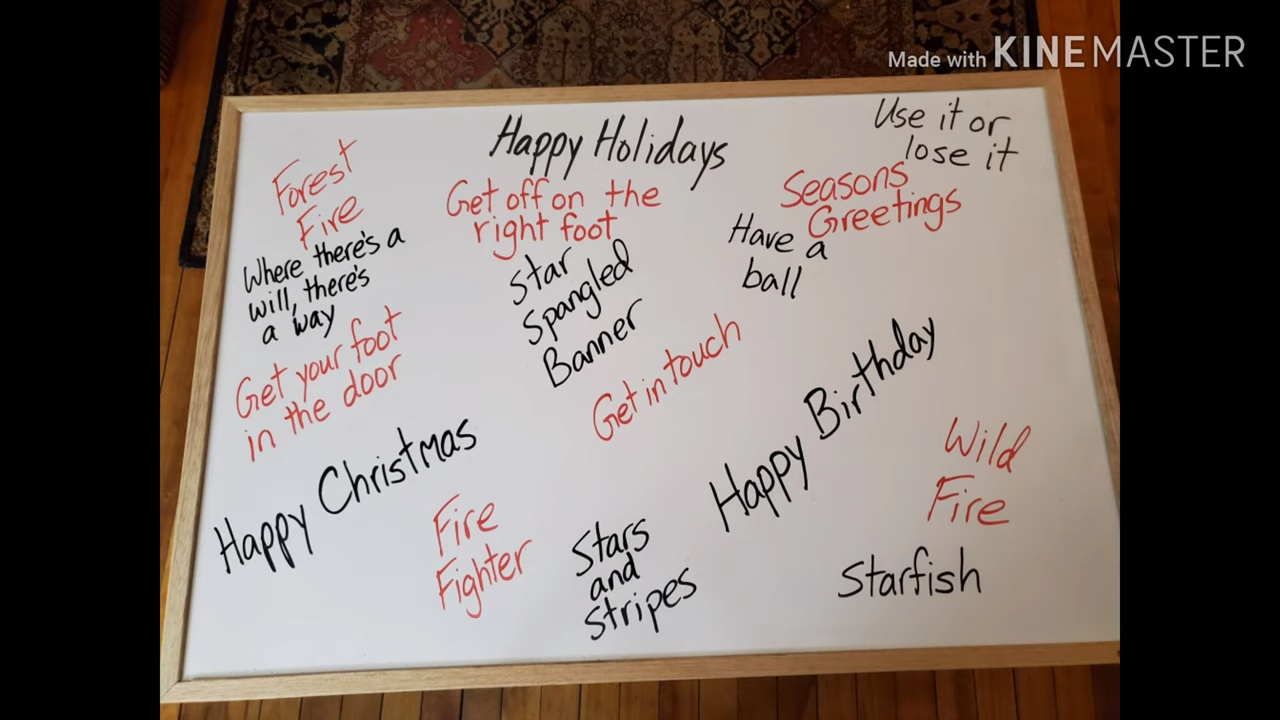 Made with KINEMASTER
Happy Holidays
Use it or
lose it
Forest
Fire
Get off on the
right foot
Seasons
Greetings
Where there's a
will, there's
a way
Star
Spangled
Banner
Have a
ball
Get your foot
in the door
Get in touch
Happy Birthday
Happy Christmas
Wild
Fire
Fire
Fighter
Stars
and
Stripes
Starfish